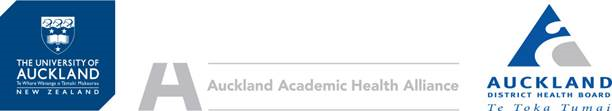 THE UNIVERSITY OF
AUCKLAND
Te Whare Wānanga o Tāmaki Makaurau
NEW ZEALAND
Auckland Academic Health Alliance
AUCKLAND
DISTRICT HEALTH BOARD
Te Toka Tumai